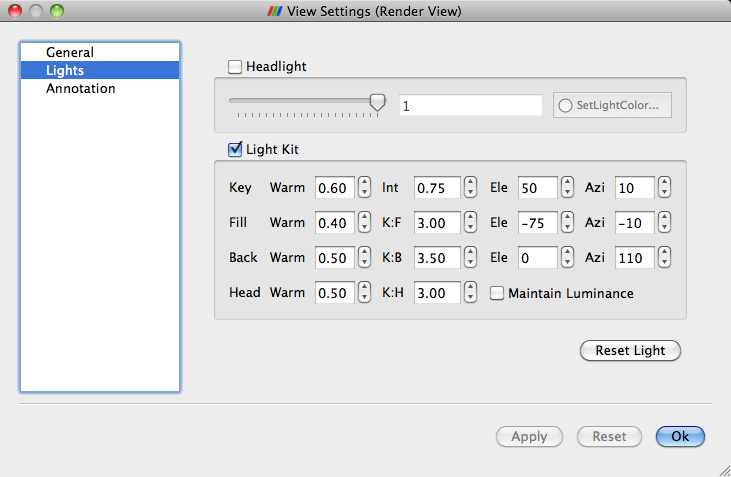 View Settings (Render View)
General
Lights
Annotation
Headlight
1 SetLightColor...
Light Kit
Key Warm 0.60 Int 0.75 Ele 50 Azi 10
Fill Warm 0.40 K:F 3.00 Ele -75 Azi -10
Back Warm 0.50 K:B 3.50 Ele 0 Azi 110
Head Warm 0.50 K:H 3.00 Maintain Luminance
Reset Light
Apply Reset Ok